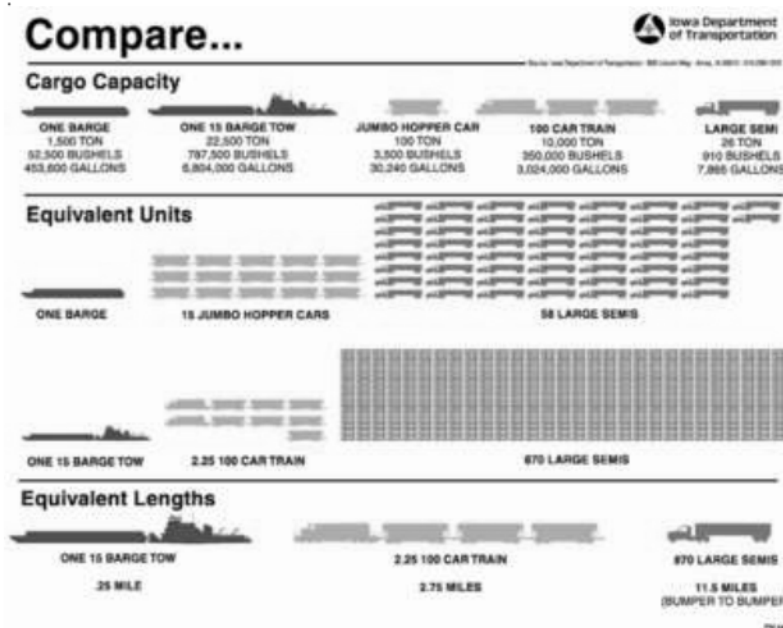 Compare...
Iowa Department
of Transportation
Cargo Capacity
ONE BARGE
1,500 TON
52,500 BUSHELS
453,600 GALLONS
ONE 15 BARGE TOW
22,500 TON
787,500 BUSHELS
6,804,000 GALLONS
JUMBO HOPPER CAR
100 TON
3,500 BUSHELS
30,240 GALLONS
100 CAR TRAIN
10,000 TON
350,000 BUSHELS
3,024,000 GALLONS
LARGE SEMI
26 TON
910 BUSHELS
7,865 GALLONS
Equivalent Units
ONE BARGE
15 JUMBO HOPPER CARS
58 LARGE SEMIS
ONE 15 BARGE TOW
2.25 100 CAR TRAIN
870 LARGE SEMIS
Equivalent Lengths
ONE 15 BARGE TOW
.25 MILE
2.25 100 CAR TRAIN
2.75 MILES
870 LARGE SEMIS
11.5 MILES
(BUMPER TO BUMPER